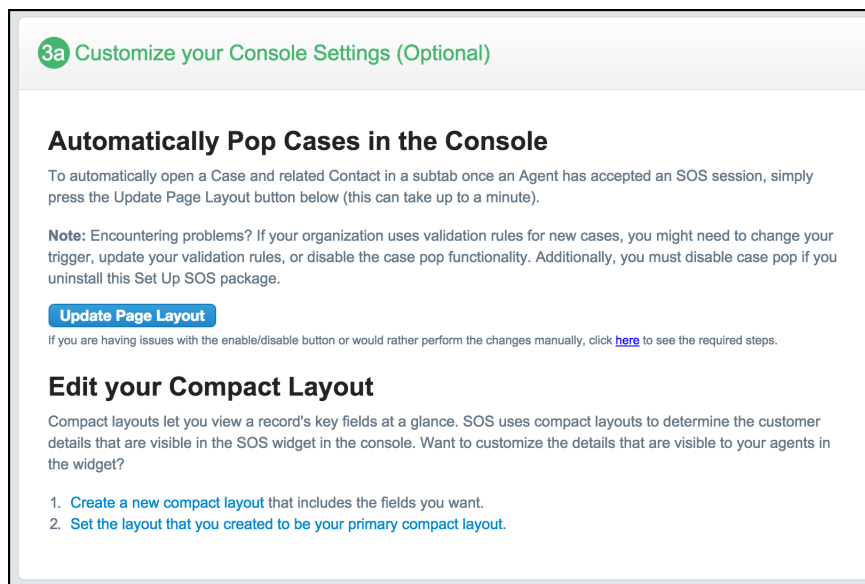 3a Customize your Console Settings (Optional)
Automatically Pop Cases in the Console
To automatically open a Case and related Contact in a subtab once an Agent has accepted an SOS session, simply
press the Update Page Layout button below (this can take up to a minute).
Note: Encountering problems? If your organization uses validation rules for new cases, you might need to change your
trigger, update your validation rules, or disable the case pop functionality. Additionally, you must disable case pop if you
uninstall this Set Up SOS package.
Update Page Layout
If you are having issues with the enable/disable button or would rather perform the changes manually, click here to see the required steps.
Edit your Compact Layout
Compact layouts let you view a record's key fields at a glance. SOS uses compact layouts to determine the customer
details that are visible in the SOS widget in the console. Want to customize the details that are visible to your agents in
the widget?
1. Create a new compact layout that includes the fields you want.
2. Set the layout that you created to be your primary compact layout.